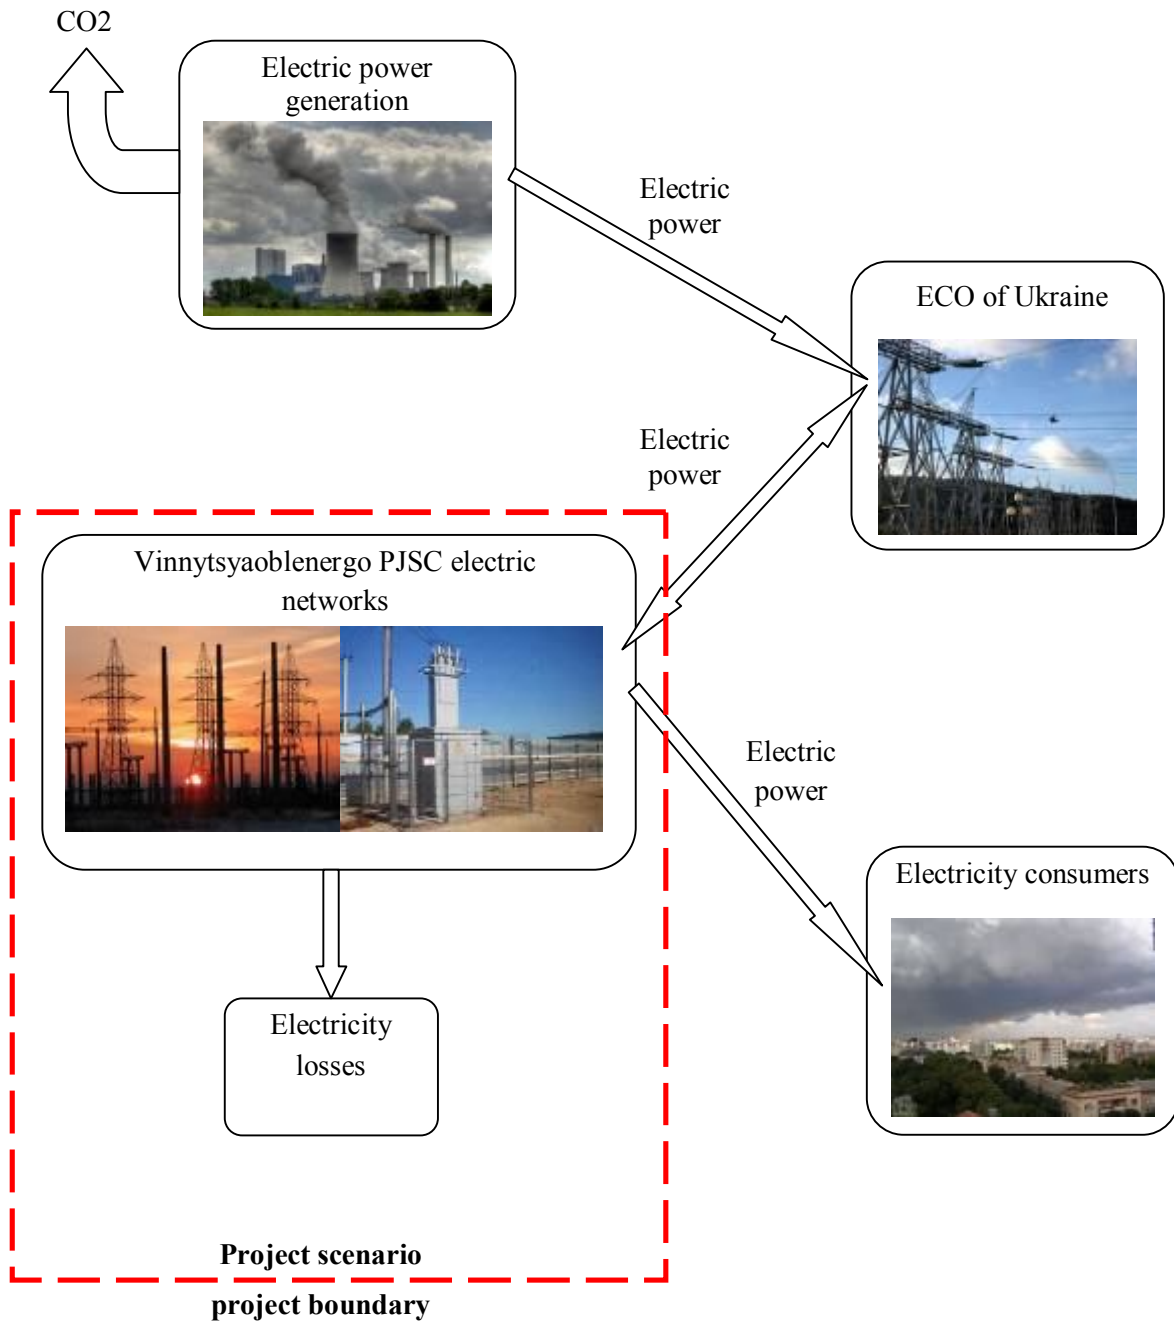 CO2
Electric power
generation
Electric
power
ECO of Ukraine
Electric
power
Vinnytsyaoblenergo PJSC electric
networks
Electric
power
Electricity consumers
Electricity
losses
Project scenario
project boundary